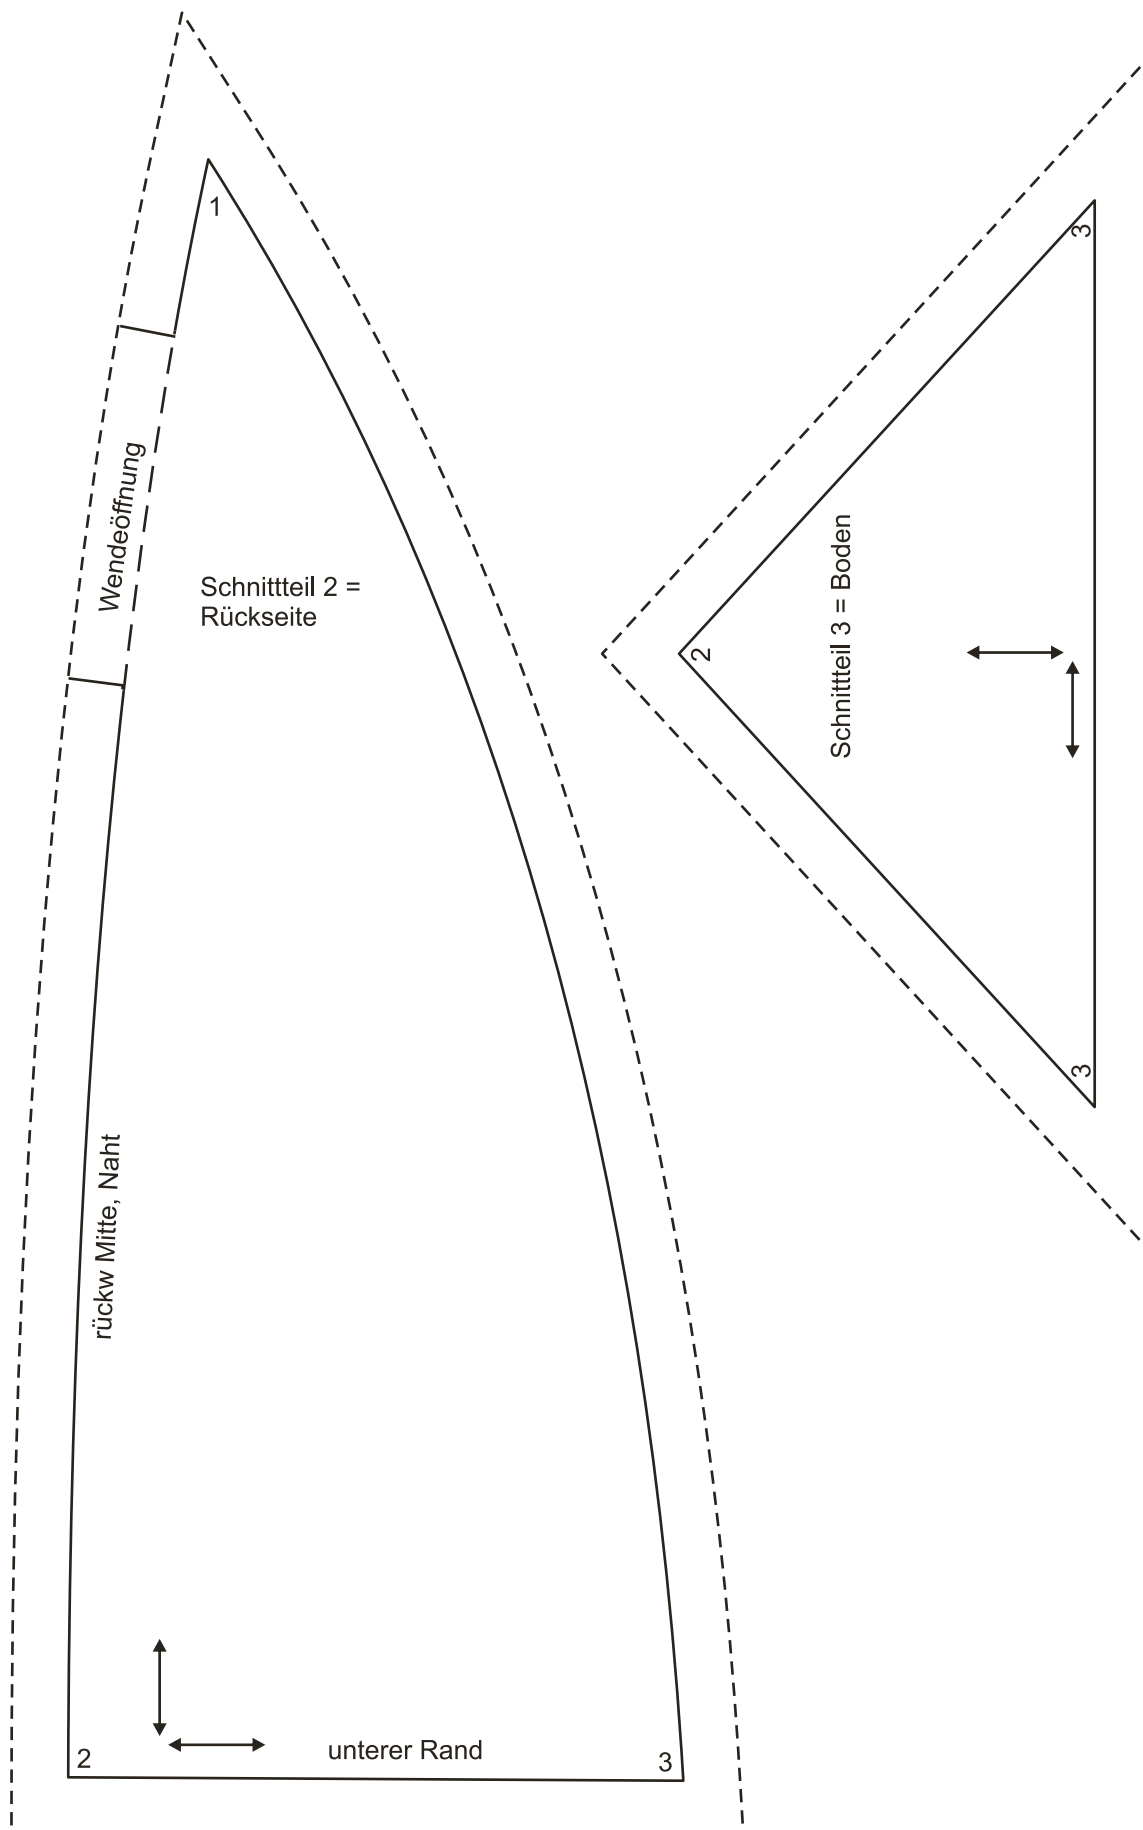 1
Wendeöffnung
Schnittteil 2 =
Rückseite
rückw Mitte, Naht
2
unterer Rand
3
3
2
Schnittteil 3 = Boden
3